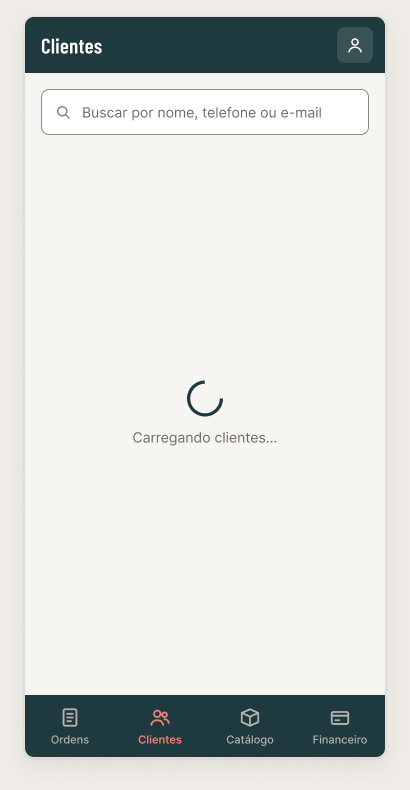 Clientes
Buscar por nome, telefone ou e-mail
Carregando clientes...
Ordens
Clientes
Catálogo
Financeiro